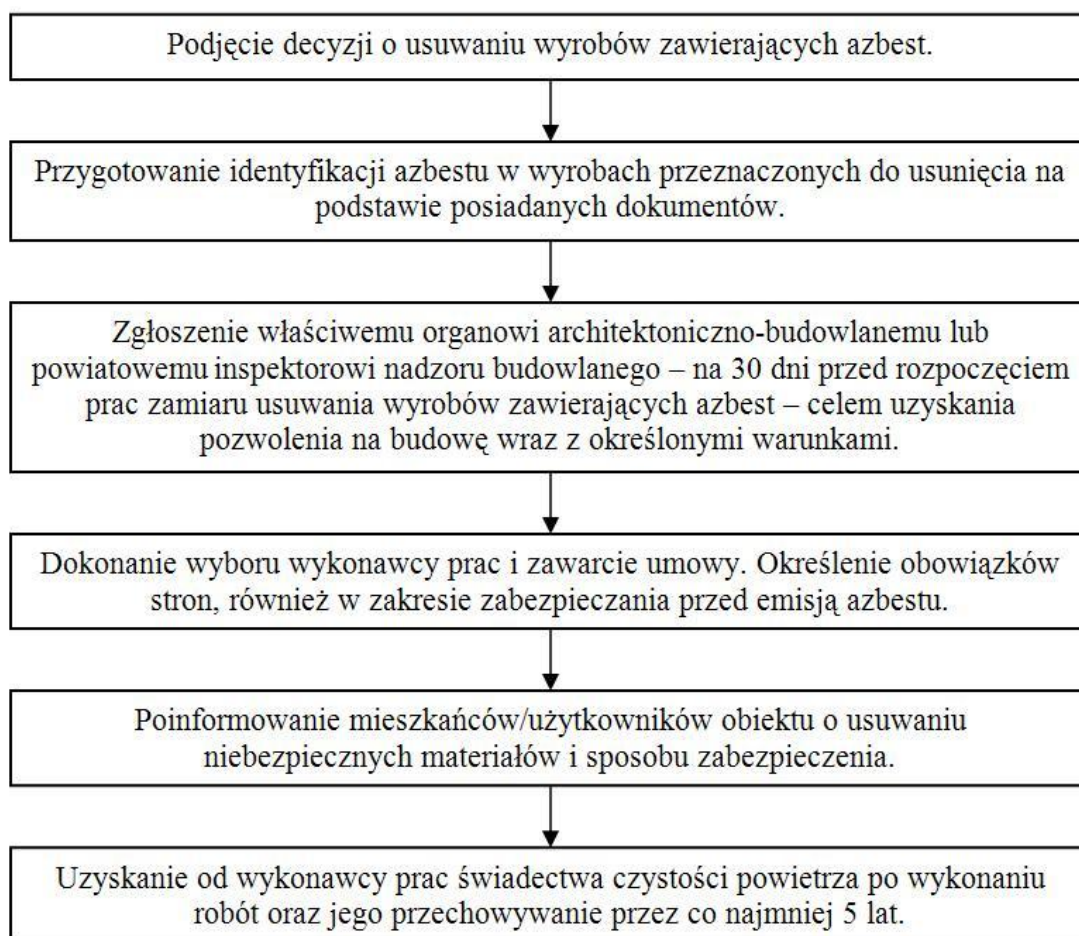 Podjęcie decyzji o usuwaniu wyrobów zawierających azbest.
Przygotowanie identyfikacji azbestu w wyrobach przeznaczonych do usunięcia na
podstawie posiadanych dokumentów.
Zgłoszenie właściwemu organowi architektoniczno-budowlanemu lub
powiatowemu inspektorowi nadzoru budowlanego – na 30 dni przed rozpoczęciem
prac zamiaru usuwania wyrobów zawierających azbest – celem uzyskania
pozwolenia na budowę wraz z określonymi warunkami.
Dokonanie wyboru wykonawcy prac i zawarcie umowy. Określenie obowiązków
stron, również w zakresie zabezpieczania przed emisją azbestu.
Poinformowanie mieszkańców/użytkowników obiektu o usuwaniu
niebezpiecznych materiałów i sposobu zabezpieczenia.
Uzyskanie od wykonawcy prac świadectwa czystości powietrza po wykonaniu
robót oraz jego przechowywanie przez co najmniej 5 lat.